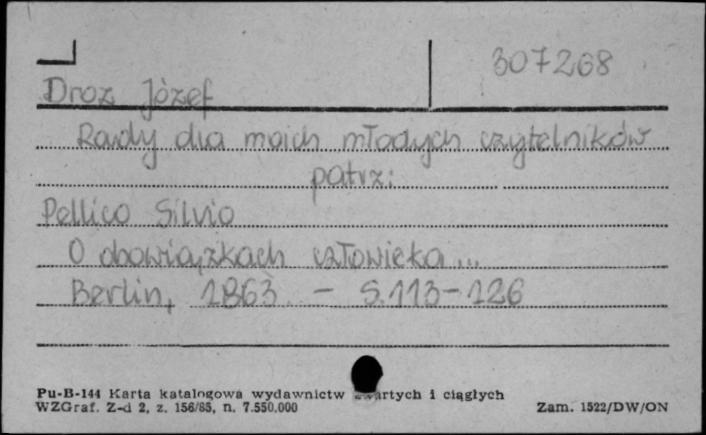 307268
Droz Józef
Rady dla moich młodych czytelników
patrz:
Pellico Silvio
O obowiązkach człowieka...
Berlin, 1863 - S. 113-126
Pu-B-144 Karta katalogowa wydawnictw zwartych i ciągłych
WZGraf. Z-d 2, z. 156/85, n. 7.550.000
Zam. 1522/DW/ON